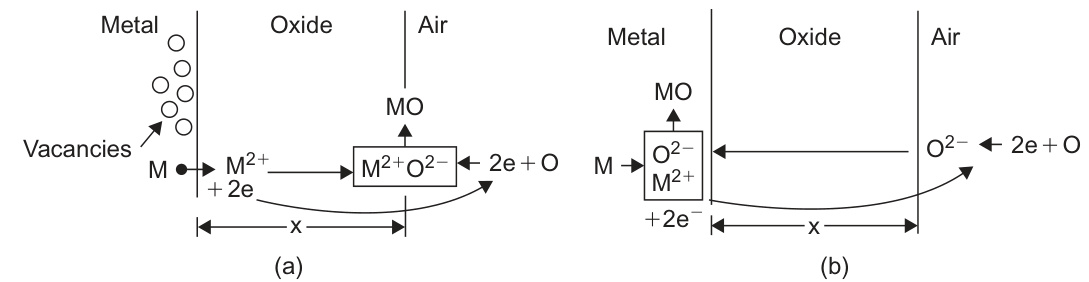 Metal
Oxide
Air
MO
Vacancies
M
M²⁺
+ 2e
M²⁺O²⁻
2e + O
x
(a)
Metal
Oxide
Air
MO
M
O²⁻
M²⁺
+2e⁻
O²⁻
2e + O
x
(b)